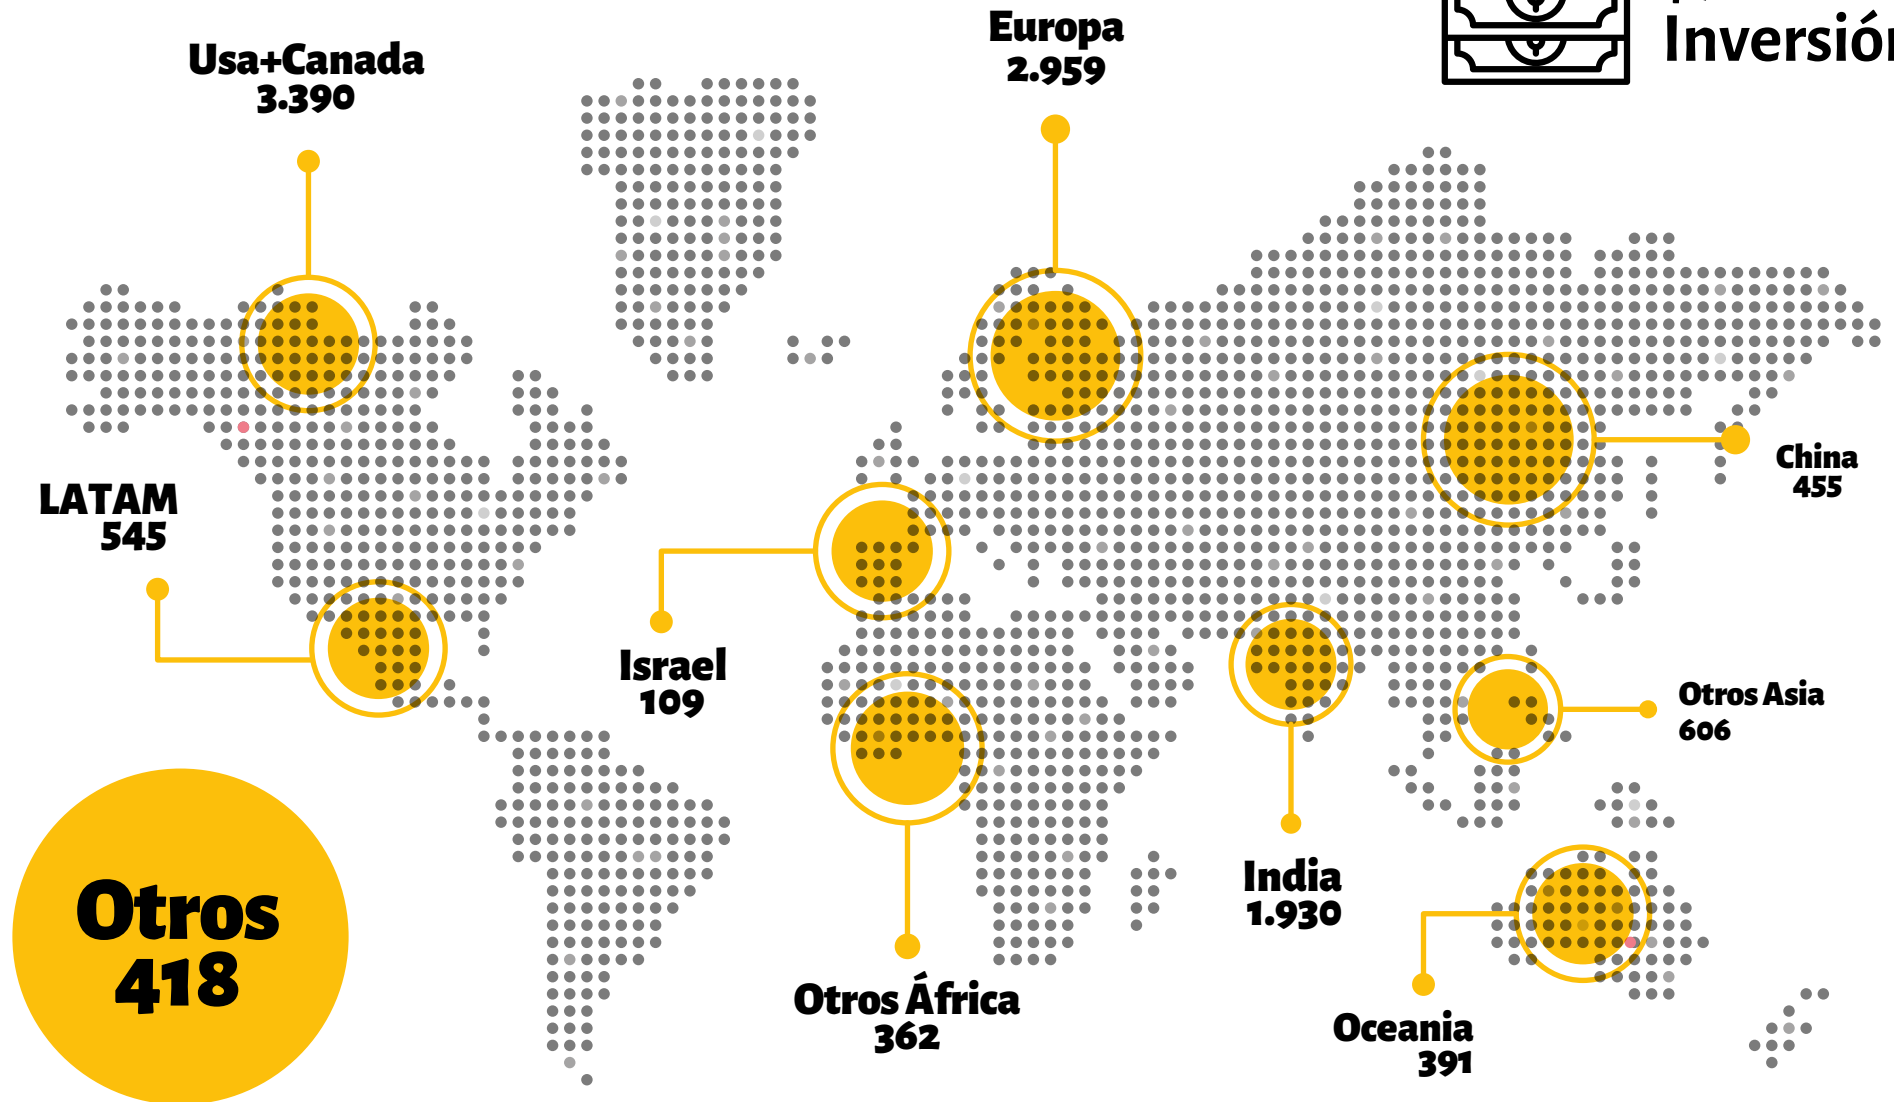 Europa
2.959
Usa+Canada
3.390
China
455
LATAM
545
Israel
109
Otros Asia
606
India
1.930
Otros
418
Otros África
362
Oceania
391